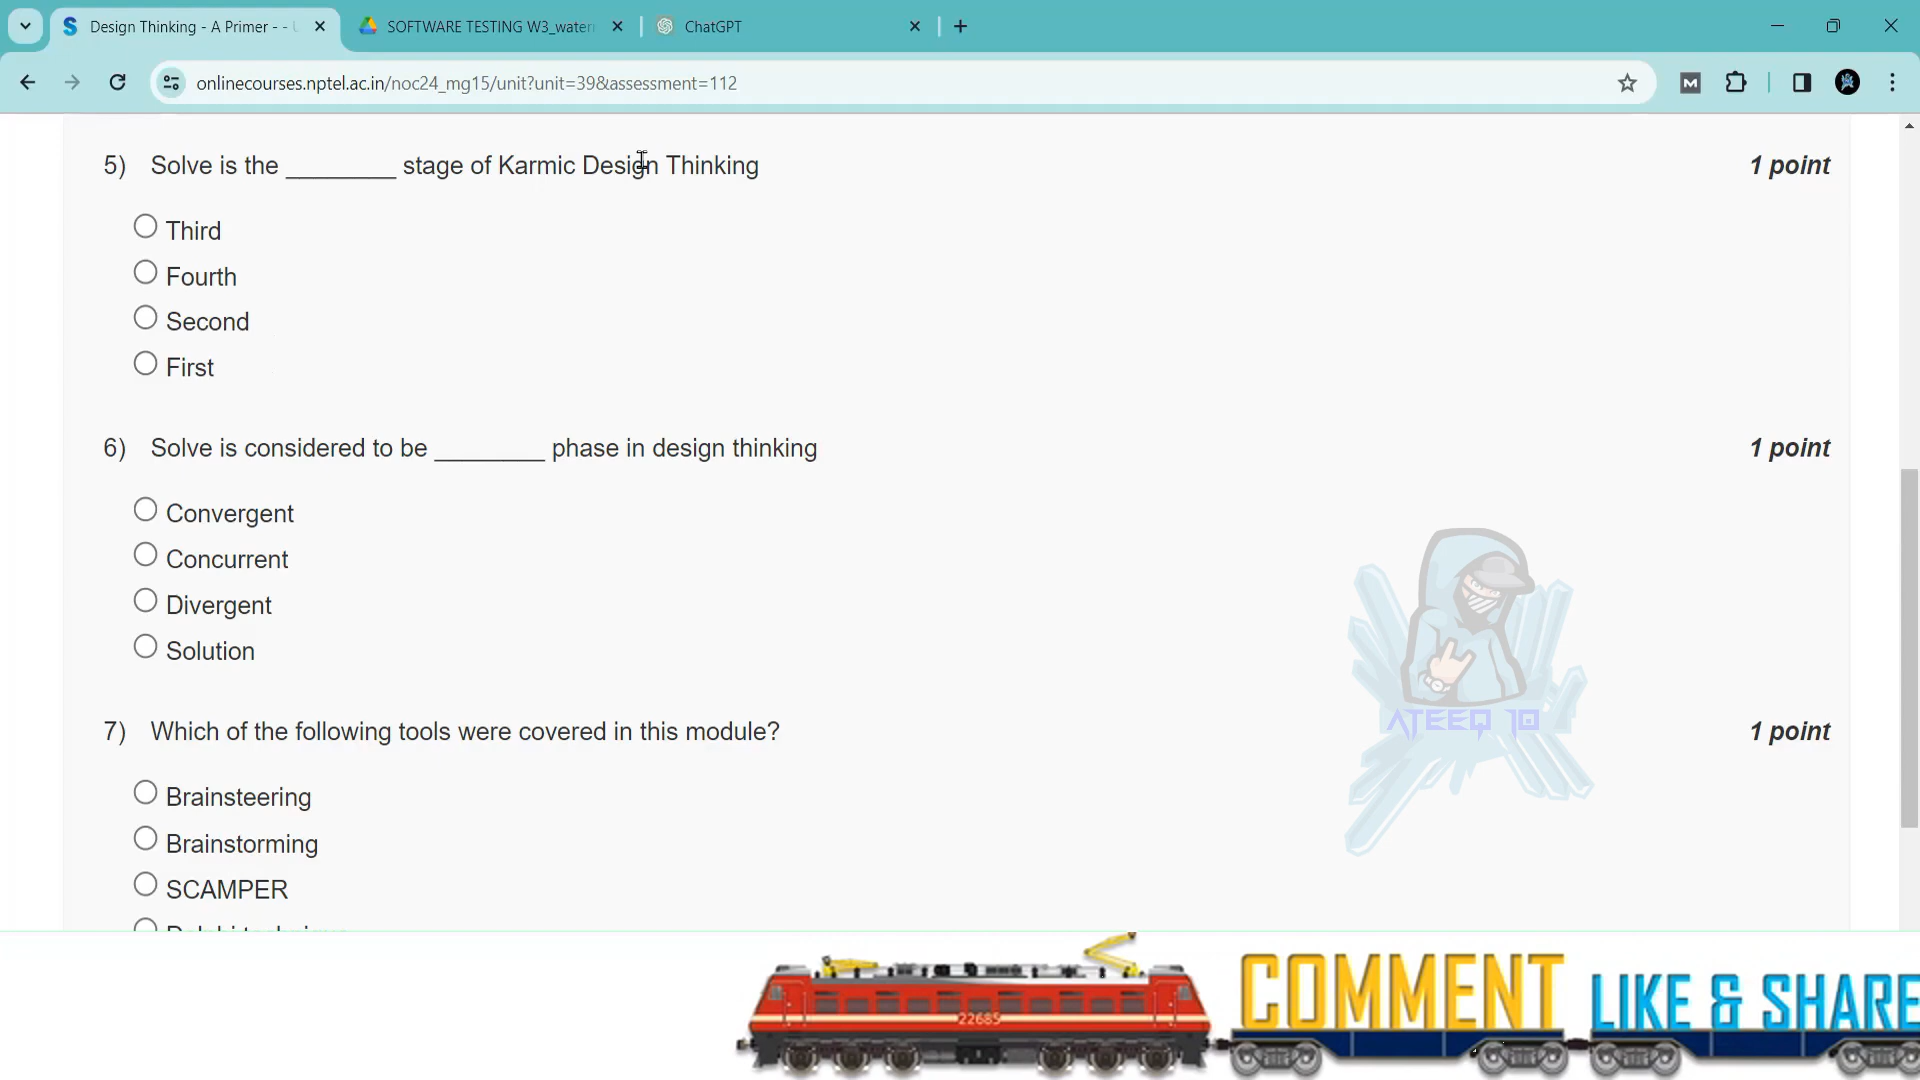 Design Thinking - A Primer - -
SOFTWARE TESTING W3_water
ChatGPT
onlinecourses.nptel.ac.in/noc24_mg15/unit?unit=39&assessment=112
5) Solve is the ________ stage of Karmic Design Thinking 1 point
Third
Fourth
Second
First
6) Solve is considered to be ________ phase in design thinking 1 point
Convergent
Concurrent
Divergent
Solution
7) Which of the following tools were covered in this module? 1 point
Brainsteering
Brainstorming
SCAMPER
ATEEQ 10
22685
COMMENT
LIKE & SHARE